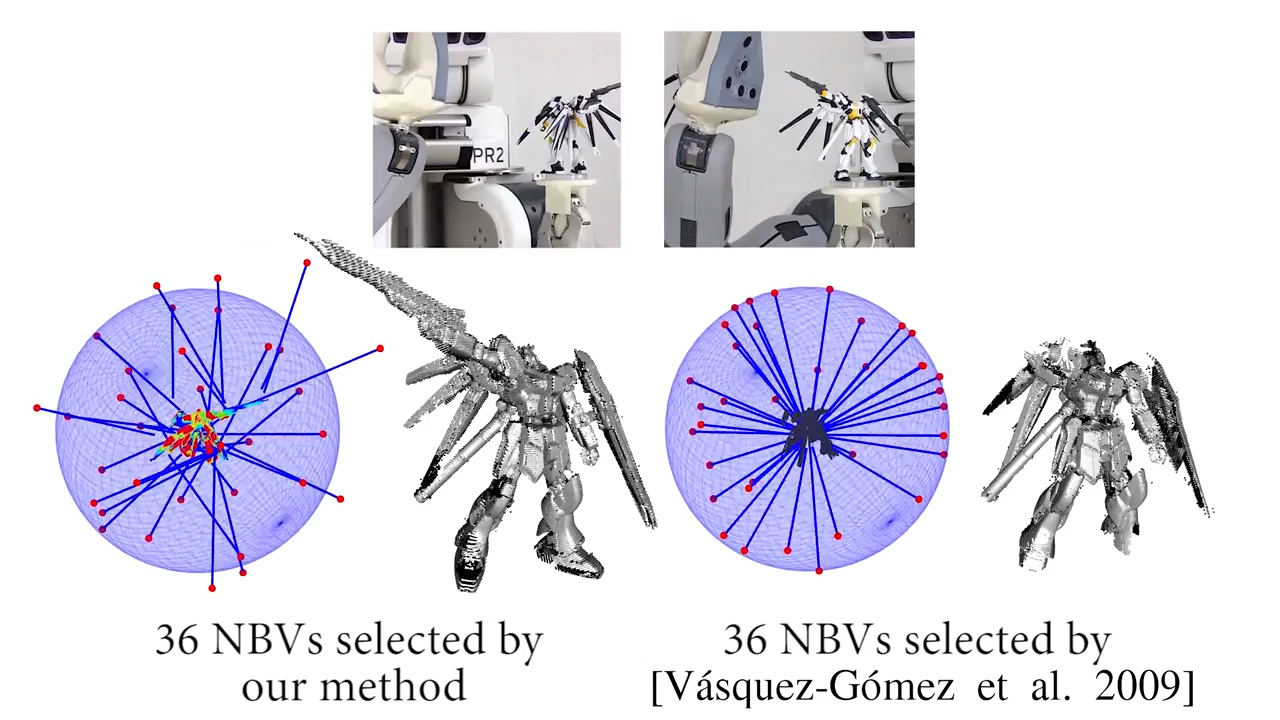 PR2
36 NBVs selected by
our method
36 NBVs selected by
[Vásquez-Gómez et al. 2009]